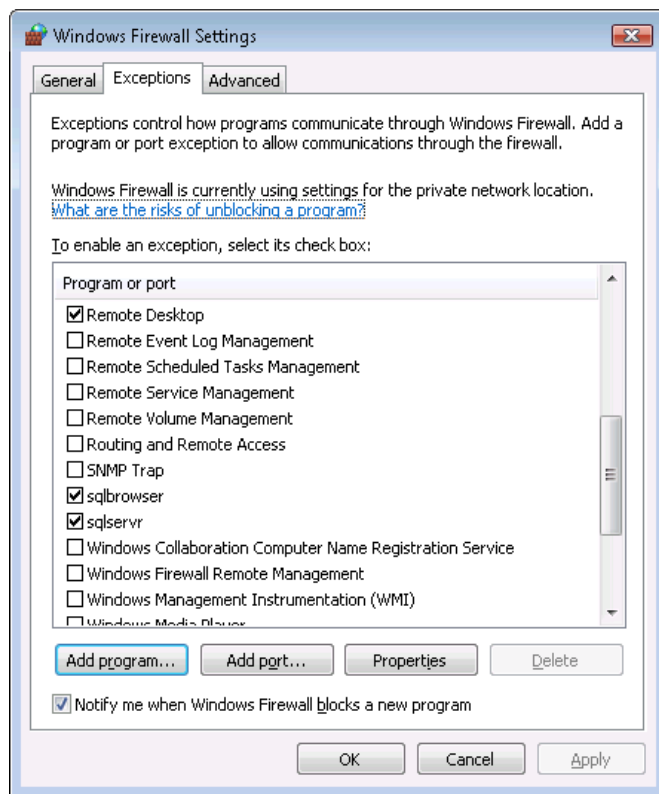 Windows Firewall Settings
General Exceptions Advanced
Exceptions control how programs communicate through Windows Firewall. Add a
program or port exception to allow communications through the firewall.
Windows Firewall is currently using settings for the private network location.
What are the risks of unblocking a program?
To enable an exception, select its check box:
Program or port
Remote Desktop
Remote Event Log Management
Remote Scheduled Tasks Management
Remote Service Management
Remote Volume Management
Routing and Remote Access
SNMP Trap
sqlbrowser
sqlservr
Windows Collaboration Computer Name Registration Service
Windows Firewall Remote Management
Windows Management Instrumentation (WMI)
Windows Media Player
Add program... Add port... Properties Delete
Notify me when Windows Firewall blocks a new program
OK Cancel Apply